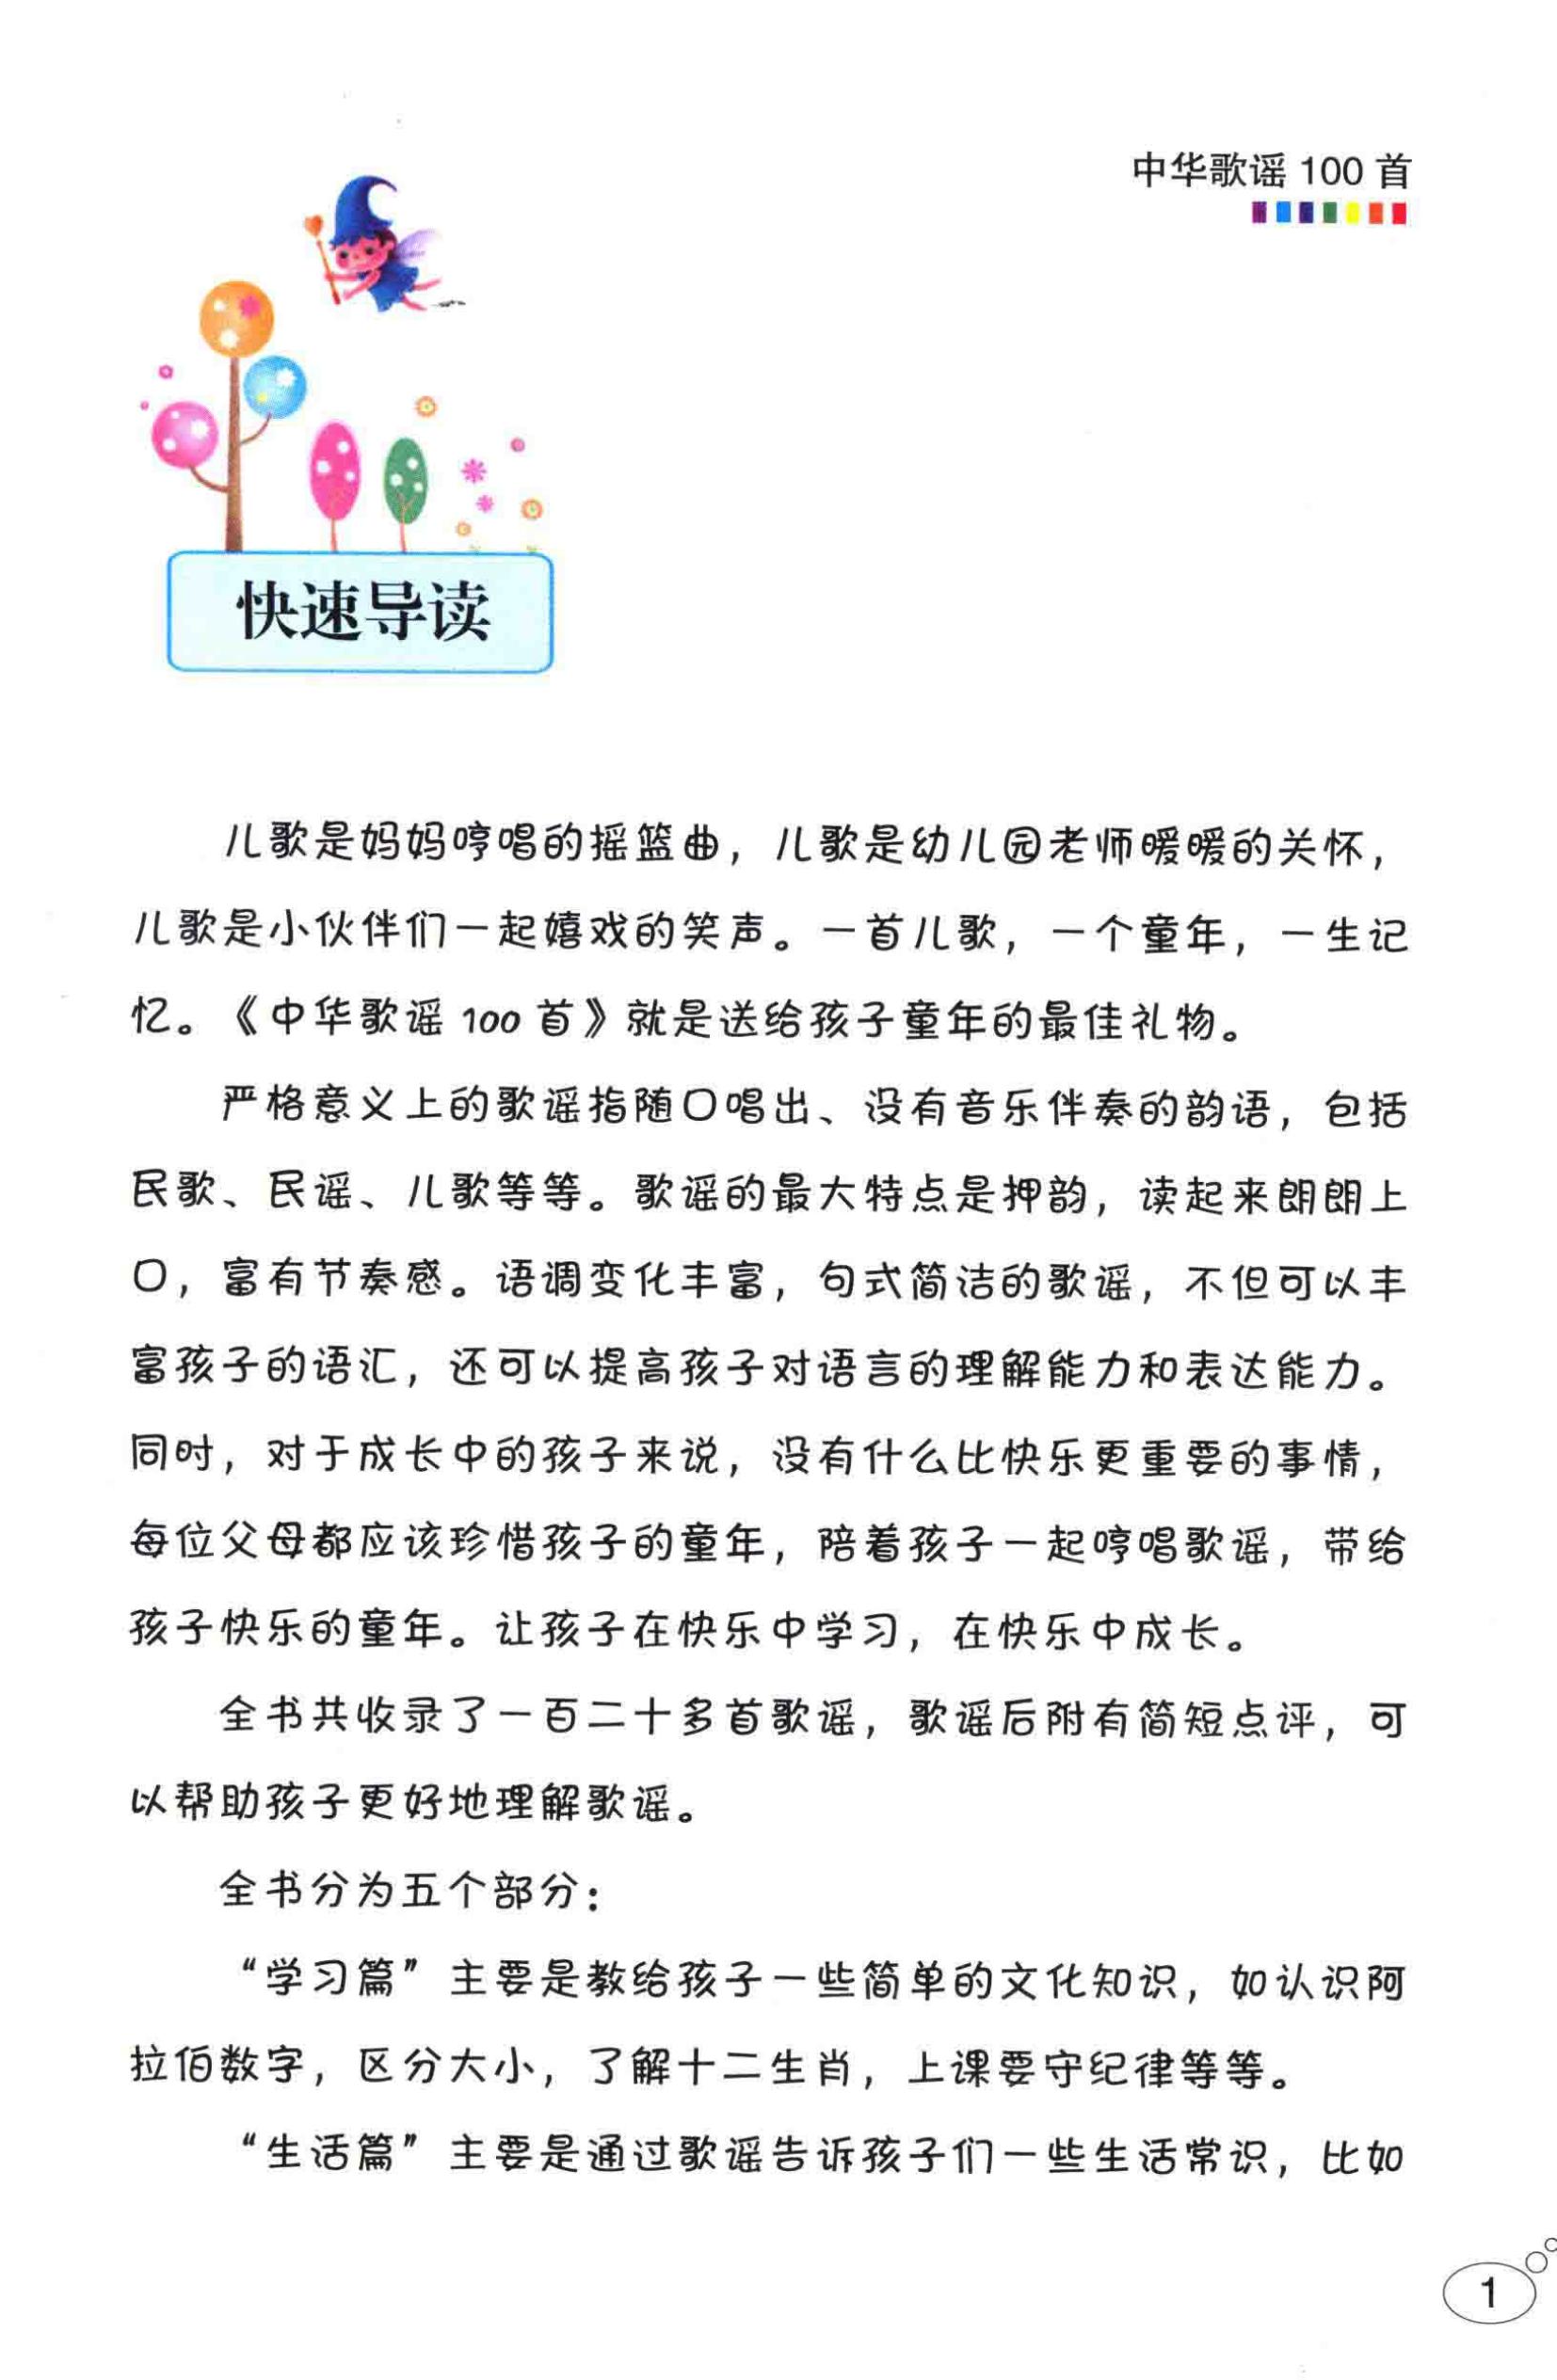 中华歌谣 100 首
快速导读
儿歌是妈妈哼唱的摇篮曲，儿歌是幼儿园老师暖暖的关怀，
儿歌是小伙伴们一起嬉戏的笑声。一首儿歌，一个童年，一生记
忆。《中华歌谣 100 首》就是送给孩子童年的最佳礼物。
严格意义上的歌谣指随口唱出、没有音乐伴奏的韵语，包括
民歌、民谣、儿歌等等。歌谣的最大特点是押韵，读起来朗朗上
口，富有节奏感。语调变化丰富，句式简洁的歌谣，不但可以丰
富孩子的语汇，还可以提高孩子对语言的理解能力和表达能力。
同时，对于成长中的孩子来说，没有什么比快乐更重要的事情，
每位父母都应该珍惜孩子的童年，陪着孩子一起哼唱歌谣，带给
孩子快乐的童年。让孩子在快乐中学习，在快乐中成长。
全书共收录了一百二十多首歌谣，歌谣后附有简短点评，可
以帮助孩子更好地理解歌谣。
全书分为五个部分：
“学习篇”主要是教给孩子一些简单的文化知识，如认识阿
拉伯数字，区分大小，了解十二生肖，上课要守纪律等等。
“生活篇”主要是通过歌谣告诉孩子们一些生活常识，比如
1